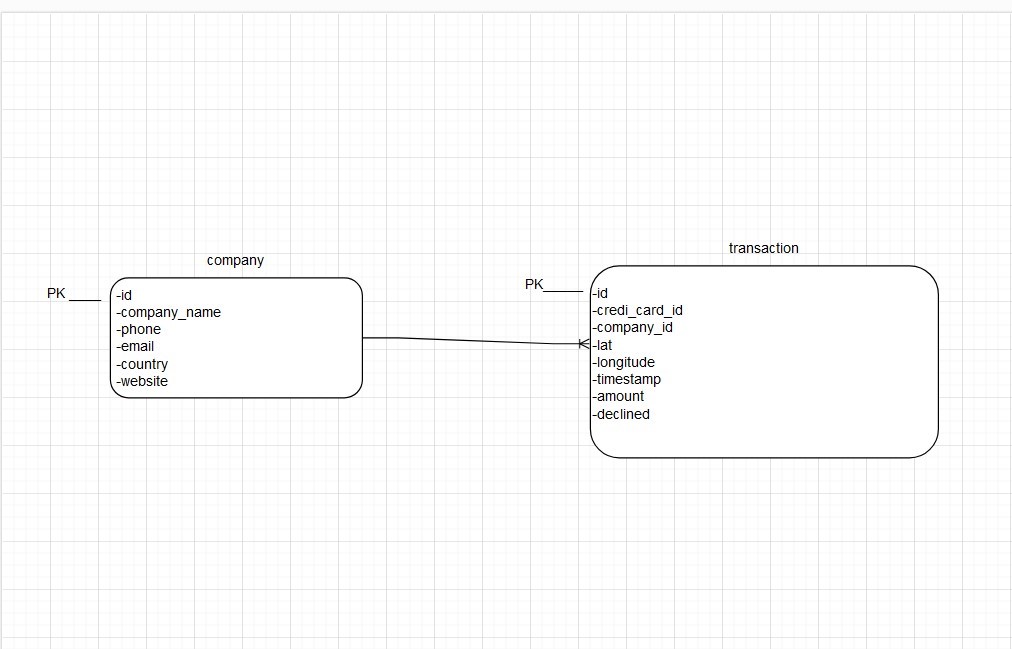 company
PK
-id
-company_name
-phone
-email
-country
-website
transaction
PK
-id
-credi_card_id
-company_id
-lat
-longitude
-timestamp
-amount
-declined